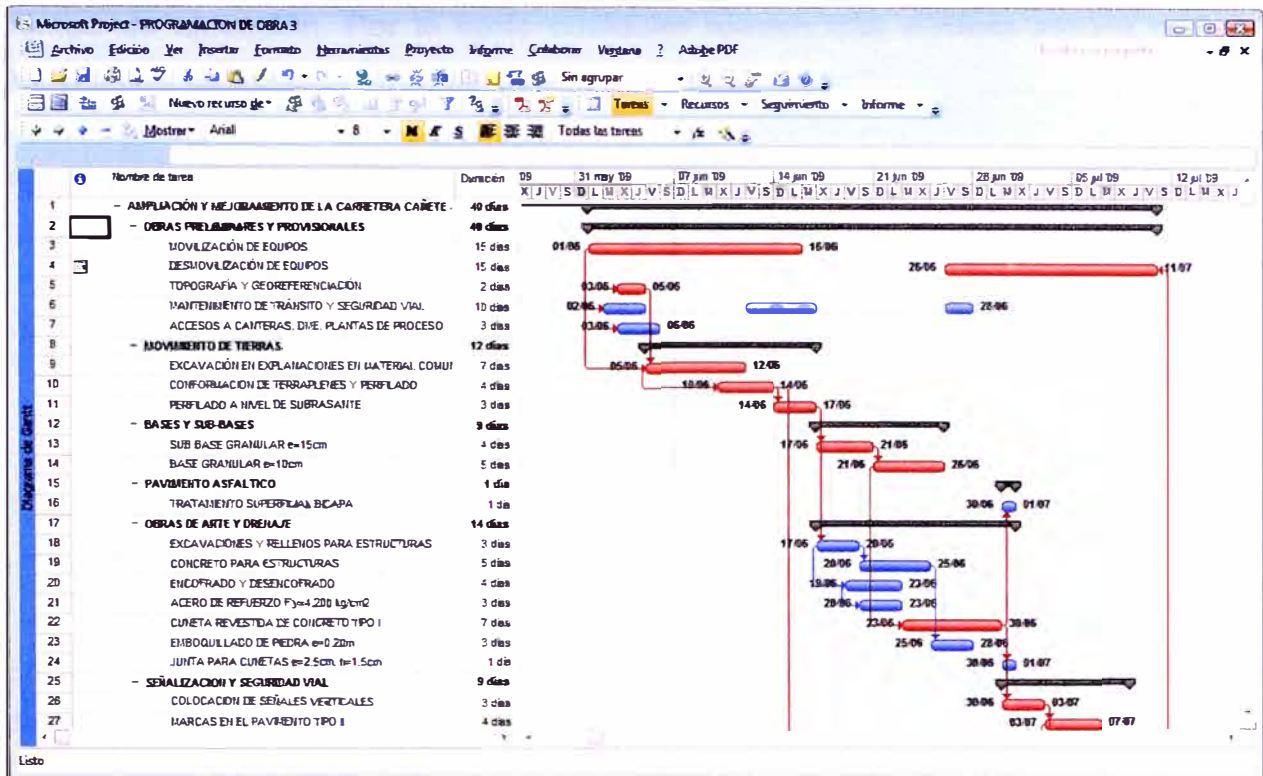 Microsoft Project - PROGRAMACION DE OBRA 3
Archivo Edición Ver Insertar Formato Herramientas Proyecto Informe Colaborar Ventana ? Adobe PDF
Sin agrupar
Nuevo recurso de Tareas Recursos Seguimiento Informe
Mostrar Arial 8 N K S Todas las tareas
Nombre de tarea Duración 09 31 may '09 07 jun '09 14 jun '09 21 jun '09 28 jun '09 05 jul '09 12 jul '09
X J V S D L M X J V S D L M X J V S D L M X J V S D L M X J V S D L M X J V S D L M X J V S D L M X J
1 - AMPLIACIÓN Y MEJORAMIENTO DE LA CARRETERA CAÑETE - 40 días
2 - OBRAS PRELIMINARES Y PROVISIONALES 40 días
3 MOVILIZACIÓN DE EQUIPOS 15 días 01/06 16/06
4 DESMOVILIZACIÓN DE EQUIPOS 15 días 26/06 11/07
5 TOPOGRAFÍA Y GEOREFERENCIACIÓN 2 días 03/06 05/06
6 MANTENIMIENTO DE TRÁNSITO Y SEGURIDAD VIAL 10 días 02/06 28/06
7 ACCESOS A CANTERAS, DME, PLANTAS DE PROCESO 3 días 03/06 06/06
8 - MOVIMIENTO DE TIERRAS 12 días
9 EXCAVACIÓN EN EXPLANACIONES EN MATERIAL COMUN 7 días 05/06 12/06
10 CONFORMACION DE TERRAPLENES Y PERFILADO 4 días 10/06 14/06
11 PERFILADO A NIVEL DE SUBRASANTE 3 días 14/06 17/06
12 - BASES Y SUB-BASES 9 días
13 SUB BASE GRANULAR e=15cm 4 días 17/06 21/06
14 BASE GRANULAR e=10cm 5 días 21/06 26/06
15 - PAVIMENTO ASFALTICO 1 día
16 TRATAMIENTO SUPERFICIAL BICAPA 1 día 30/06 01/07
17 - OBRAS DE ARTE Y DRENAJE 14 días
18 EXCAVACIONES Y RELLENOS PARA ESTRUCTURAS 3 días 17/06 20/06
19 CONCRETO PARA ESTRUCTURAS 5 días 20/06 25/06
20 ENCOFRADO Y DESENCOFRADO 4 días 19/06 23/06
21 ACERO DE REFUERZO Fy=4,200 kg/cm2 3 días 20/06 23/06
22 CUNETA REVESTIDA DE CONCRETO TIPO I 7 días 23/06 30/06
23 EMBOQUILLADO DE PIEDRA e=0.20m 3 días 25/06 28/06
24 JUNTA PARA CUNETAS e=2.5cm, h=1.5cm 1 día 30/06 01/07
25 - SEÑALIZACION Y SEGURIDAD VIAL 9 días
26 COLOCACIÓN DE SEÑALES VERTICALES 3 días 30/06 03/07
27 MARCAS EN EL PAVIMENTO TIPO I 4 días 03/07 07/07
Diagrama de Gantt
Listo